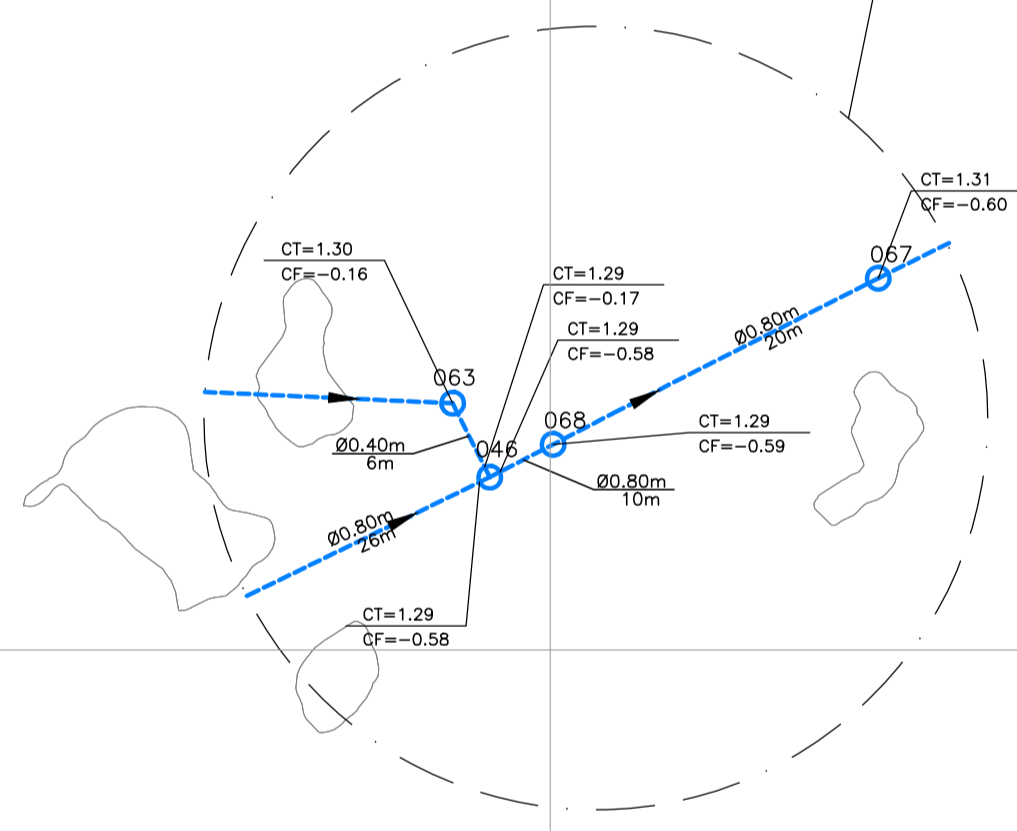 CT=1.31
CF=-0.60
067
CT=1.30
CF=-0.16
CT=1.29
CF=-0.17
CT=1.29
CF=-0.58
Ø0.80m
20m
063
068
CT=1.29
CF=-0.59
Ø0.40m
6m
046
Ø0.80m
10m
Ø0.80m
26m
CT=1.29
CF=-0.58